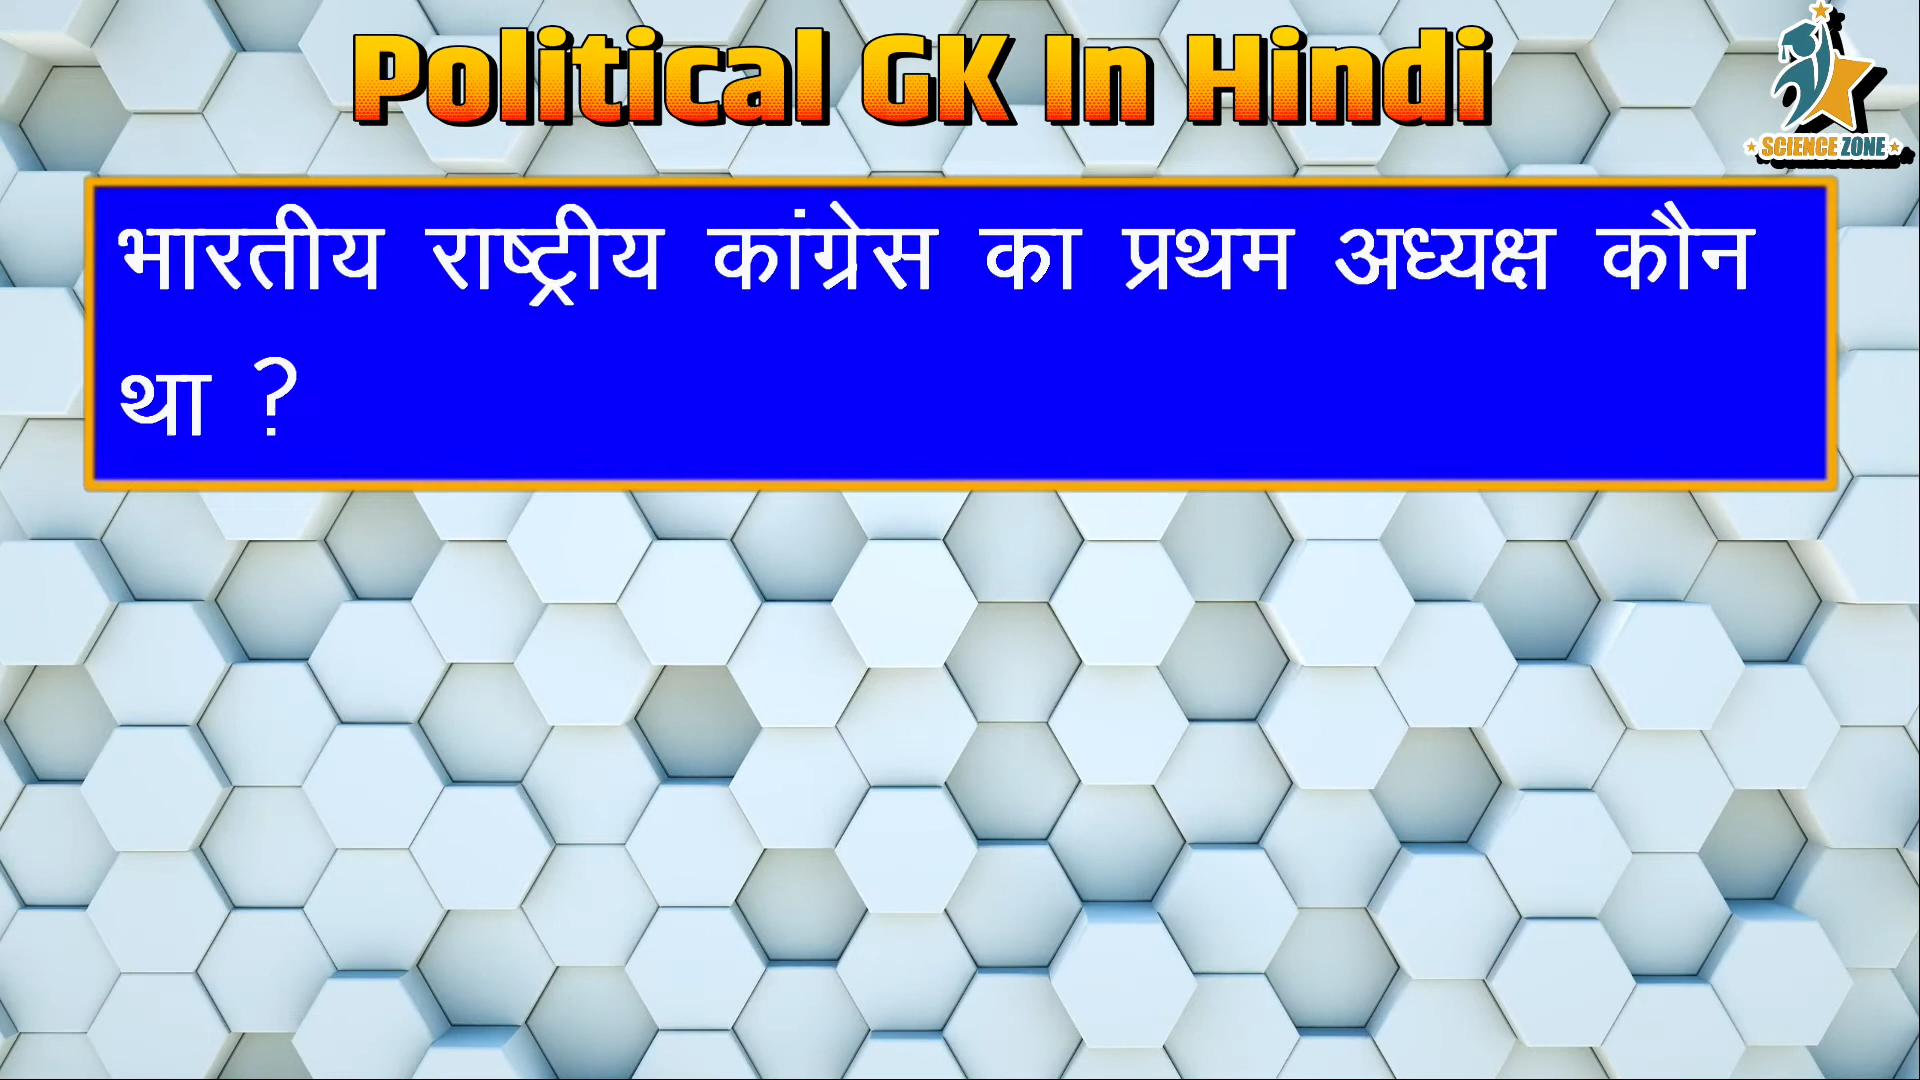 Political GK In Hindi
SCIENCE ZONE
भारतीय राष्ट्रीय कांग्रेस का प्रथम अध्यक्ष कौन
था ?